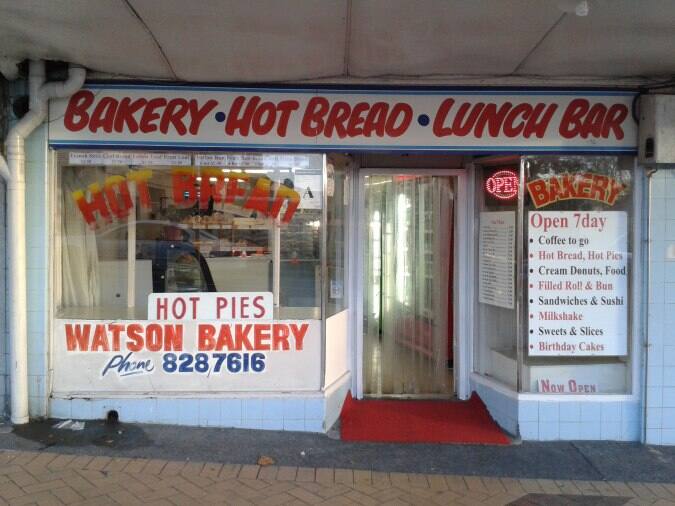 BAKERY • HOT BREAD • LUNCH BAR
HOT BREAD
A
HOT PIES
WATSON BAKERY
Phone 8287616
OPEN
BAKERY
Open 7day
• Coffee to go
• Hot Bread, Hot Pies
• Cream Donuts, Food
• Filled Roll & Bun
• Sandwiches & Sushi
• Milkshake
• Sweets & Slices
• Birthday Cakes
NOW OPEN